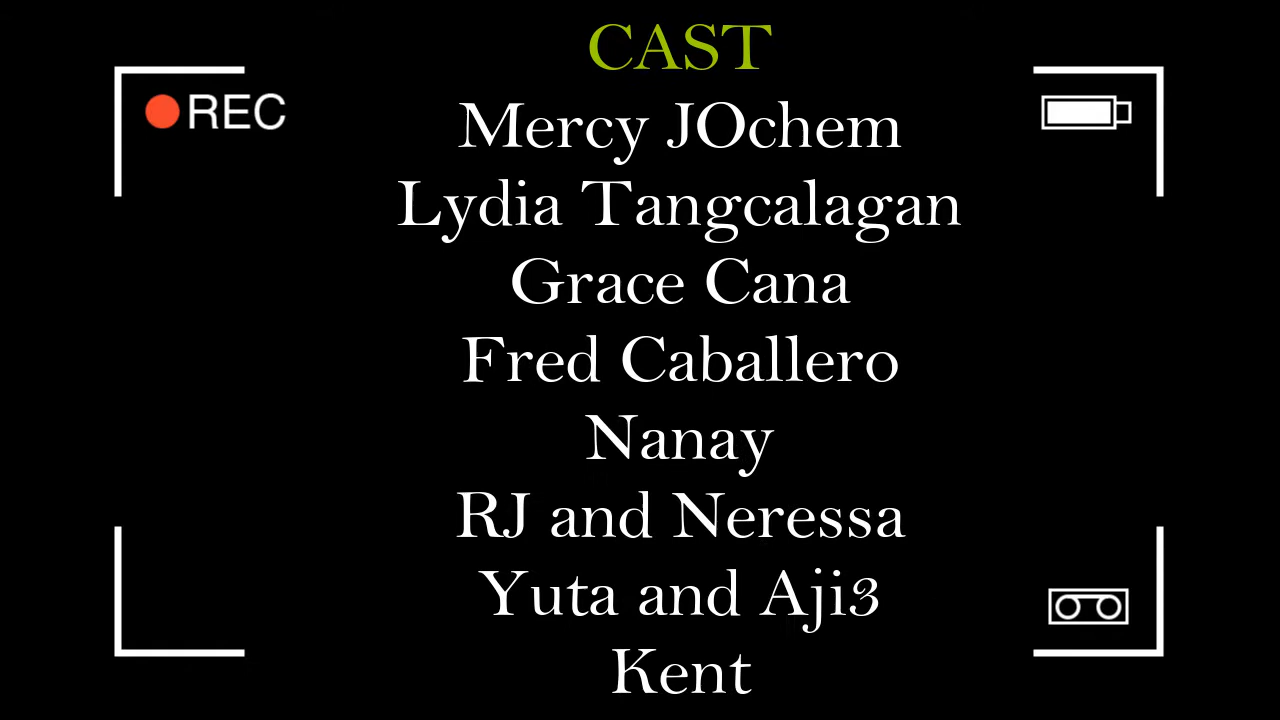 CAST
REC
Mercy JOchem
Lydia Tangcalagan
Grace Cana
Fred Caballero
Nanay
RJ and Neressa
Yuta and Aji3
Kent